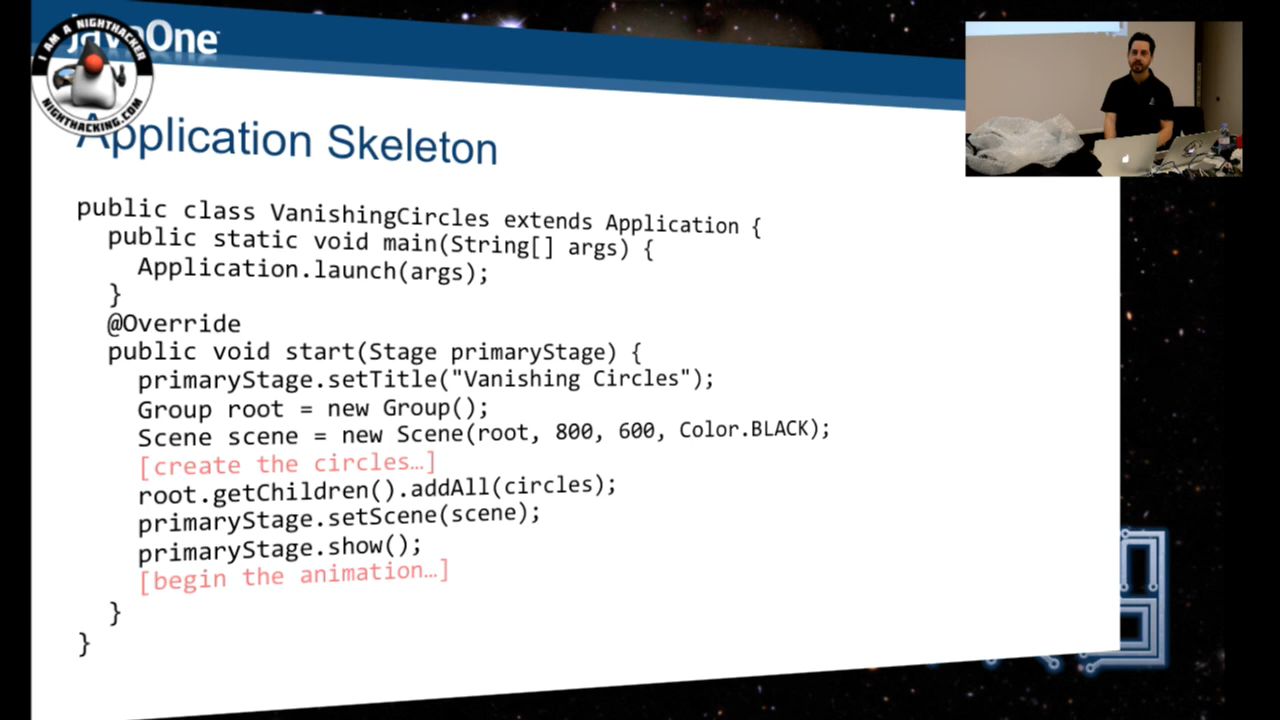 I AM A NIGHTHACKER
NIGHTHACKING.COM
JavaOne
Application Skeleton
public class VanishingCircles extends Application {
public static void main(String[] args) {
Application.launch(args);
}
@Override
public void start(Stage primaryStage) {
primaryStage.setTitle("Vanishing Circles");
Group root = new Group();
Scene scene = new Scene(root, 800, 600, Color.BLACK);
[create the circles…]
root.getChildren().addAll(circles);
primaryStage.setScene(scene);
primaryStage.show();
[begin the animation…]
}
}